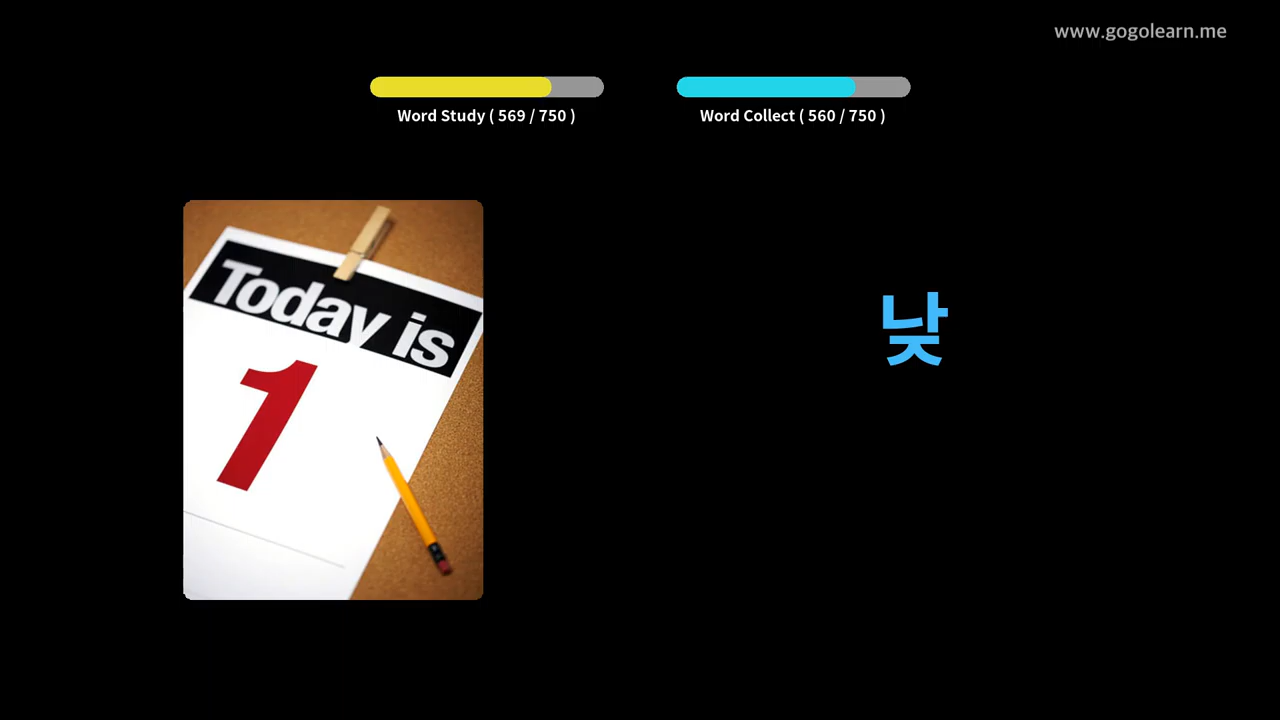 www.gogolearn.me
Word Study ( 569 / 750 )
Word Collect ( 560 / 750 )
Today is
1
낮